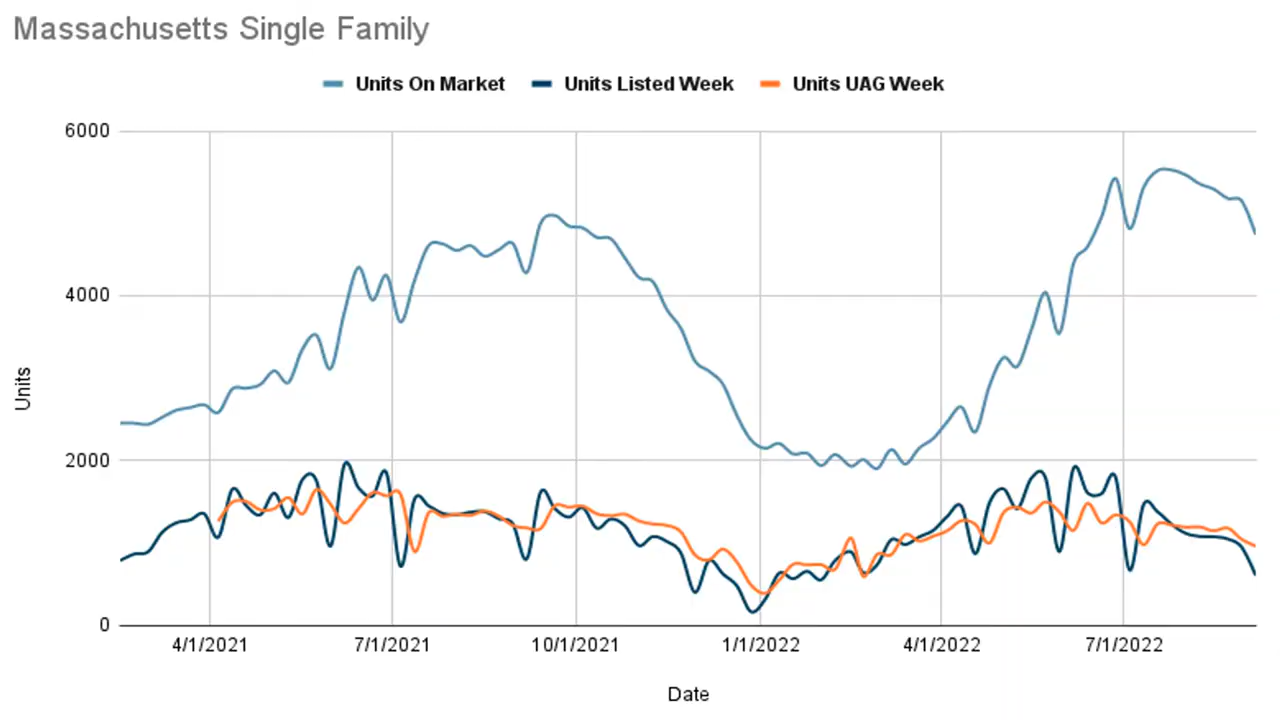 Massachusetts Single Family
Units On Market Units Listed Week Units UAG Week
6000
4000
2000
0
Units
4/1/2021 7/1/2021 10/1/2021 1/1/2022 4/1/2022 7/1/2022
Date